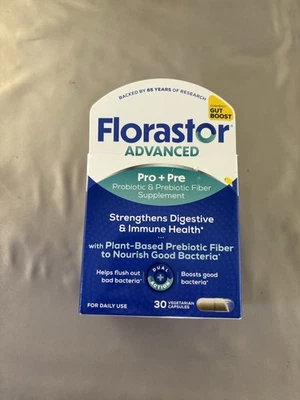 BACKED BY 65 YEARS OF RESEARCH
GUT
BOOST
Florastor®
ADVANCED
Pro + Pre
Probiotic & Prebiotic Fiber
Supplement
Strengthens Digestive
& Immune Health*
with Plant-Based Prebiotic Fiber
to Nourish Good Bacteria*
Helps flush out
bad bacteria*
DUAL
ACTION
Boosts good
bacteria*
FOR DAILY USE
30 VEGETARIAN
CAPSULES